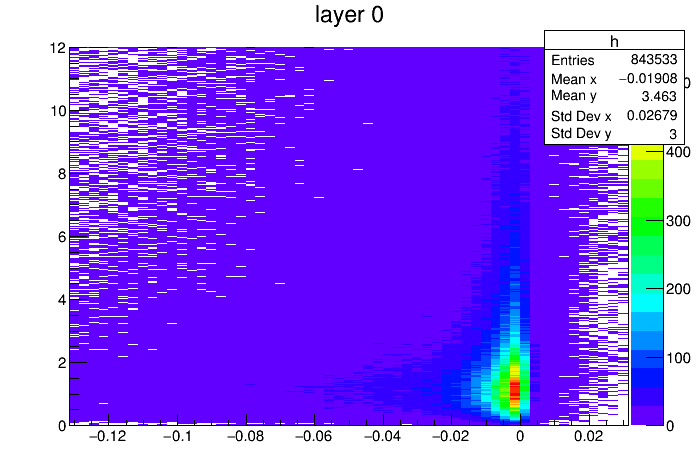 layer 0
h
Entries 843533
Mean x −0.01908
Mean y 3.463
Std Dev x 0.02679
Std Dev y 3
12
10
8
6
4
2
0
400
300
200
100
0
−0.12 −0.1 −0.08 −0.06 −0.04 −0.02 0 0.02